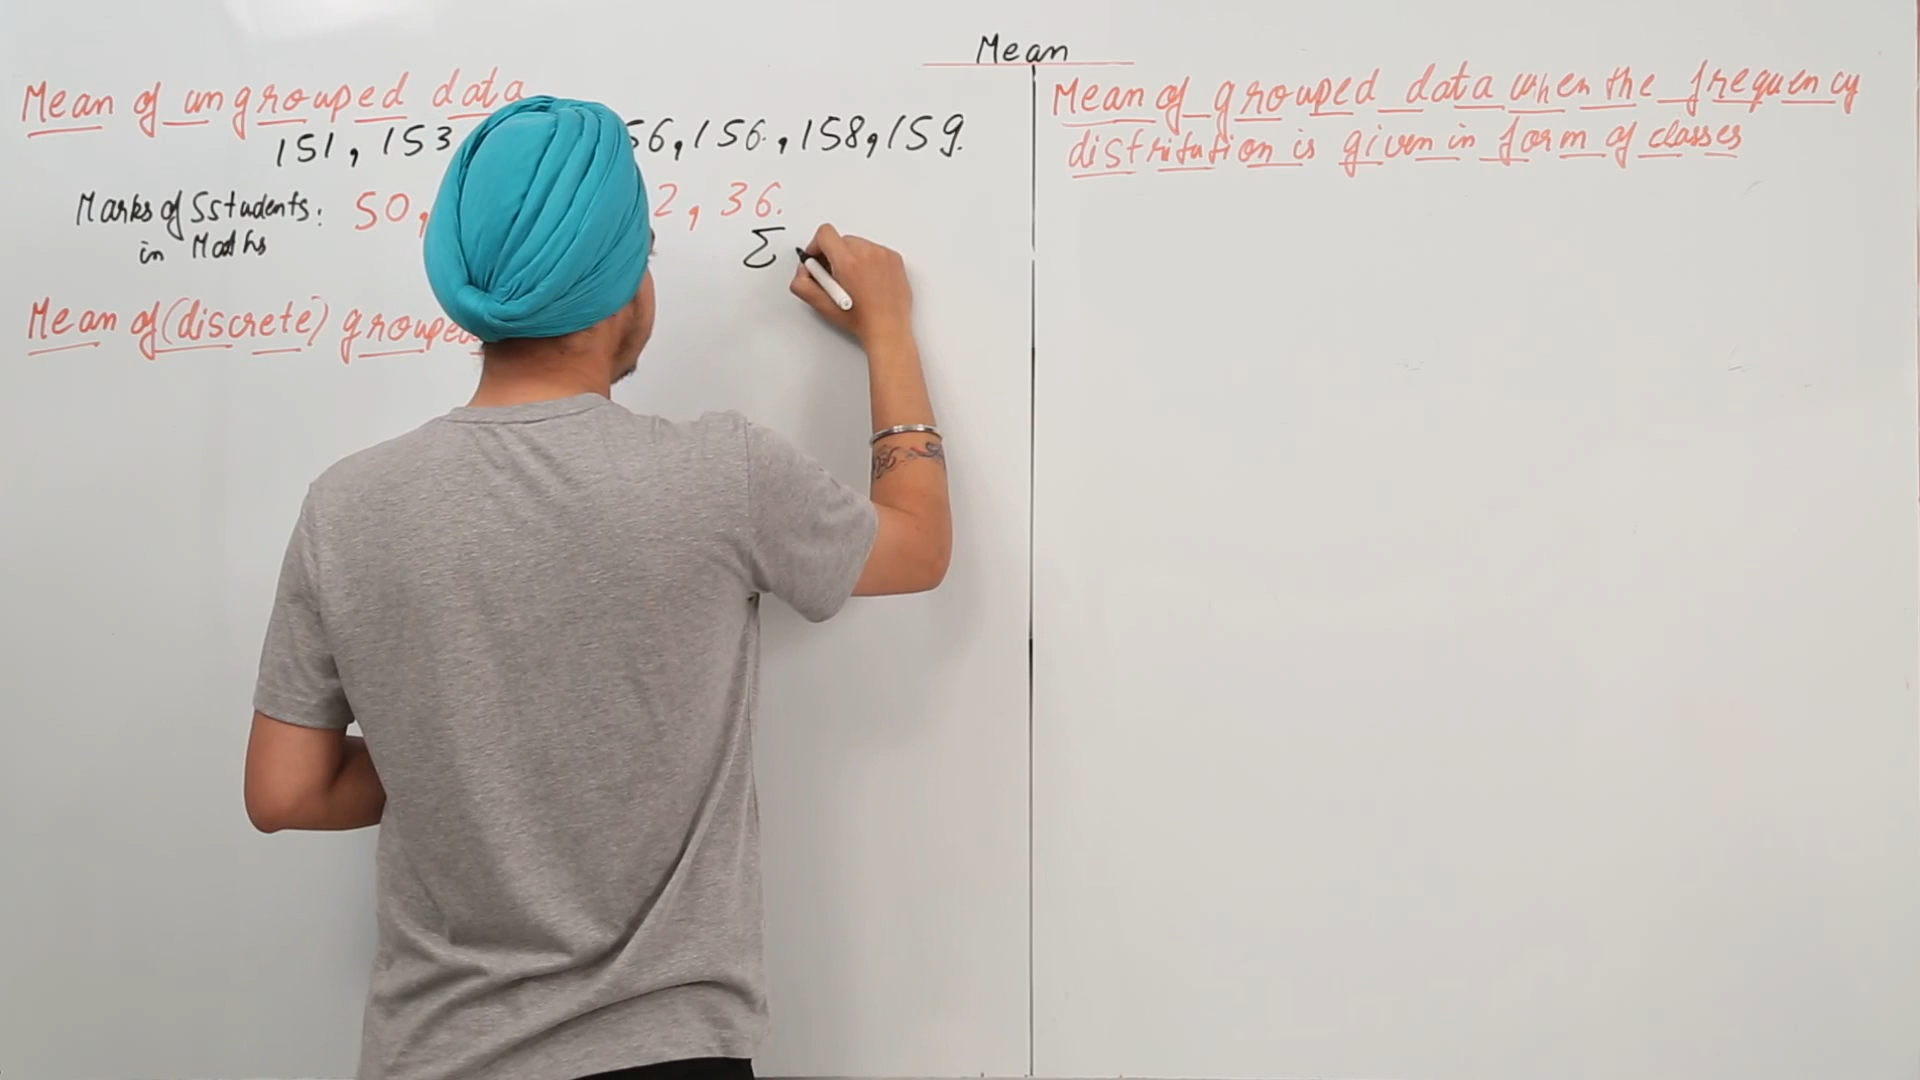 Mean
Mean of ungrouped data
151, 153 56, 156., 158, 159.
Marks of 5 students: 50, 2, 36.
in Maths
Σ
Mean of (discrete) grouped
Mean of grouped data when the frequency
distribution is given in form of classes